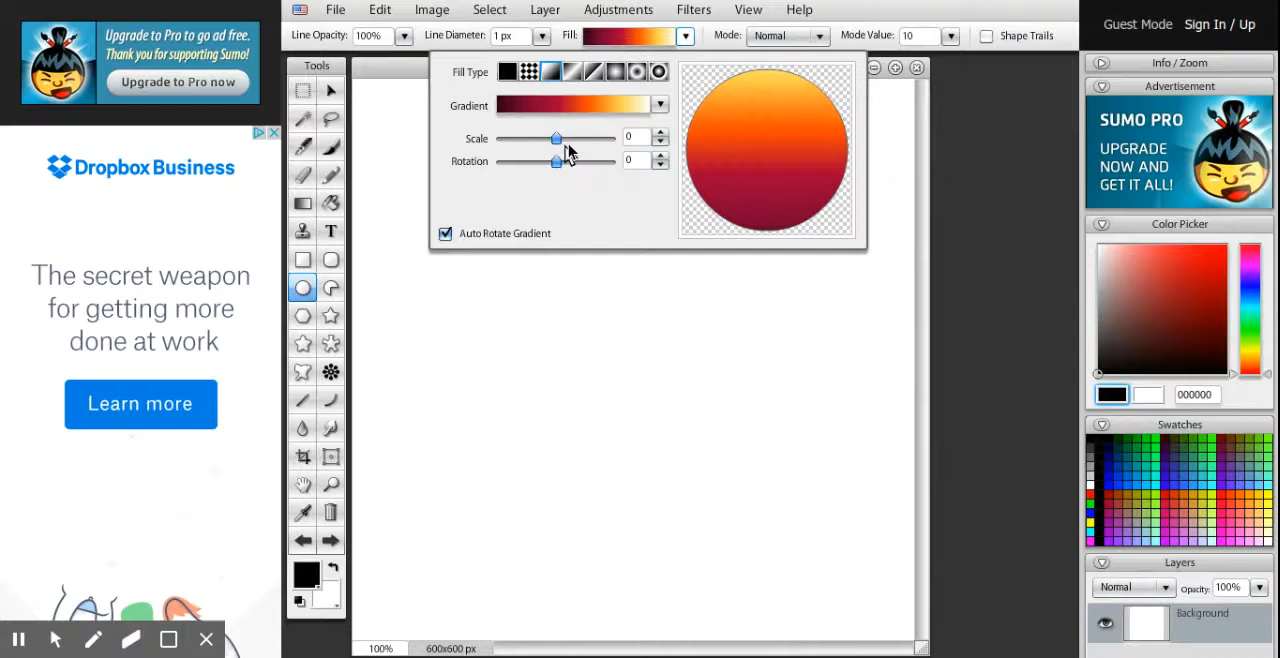 Upgrade to Pro to go ad free.
Thank you for supporting Sumo!
Upgrade to Pro now
Dropbox Business
The secret weapon
for getting more
done at work
Learn more
File Edit Image Select Layer Adjustments Filters View Help
Line Opacity: 100% Line Diameter: 1 px Fill: Mode: Normal Mode Value: 10 Shape Trails
Tools
T
Fill Type
Gradient
Scale 0
Rotation 0
Auto Rotate Gradient
100% 600x600 px
Guest Mode Sign In / Up
Info / Zoom
Advertisement
SUMO PRO
UPGRADE
NOW AND
GET IT ALL!
Color Picker
000000
Swatches
Layers
Normal Opacity: 100%
Background